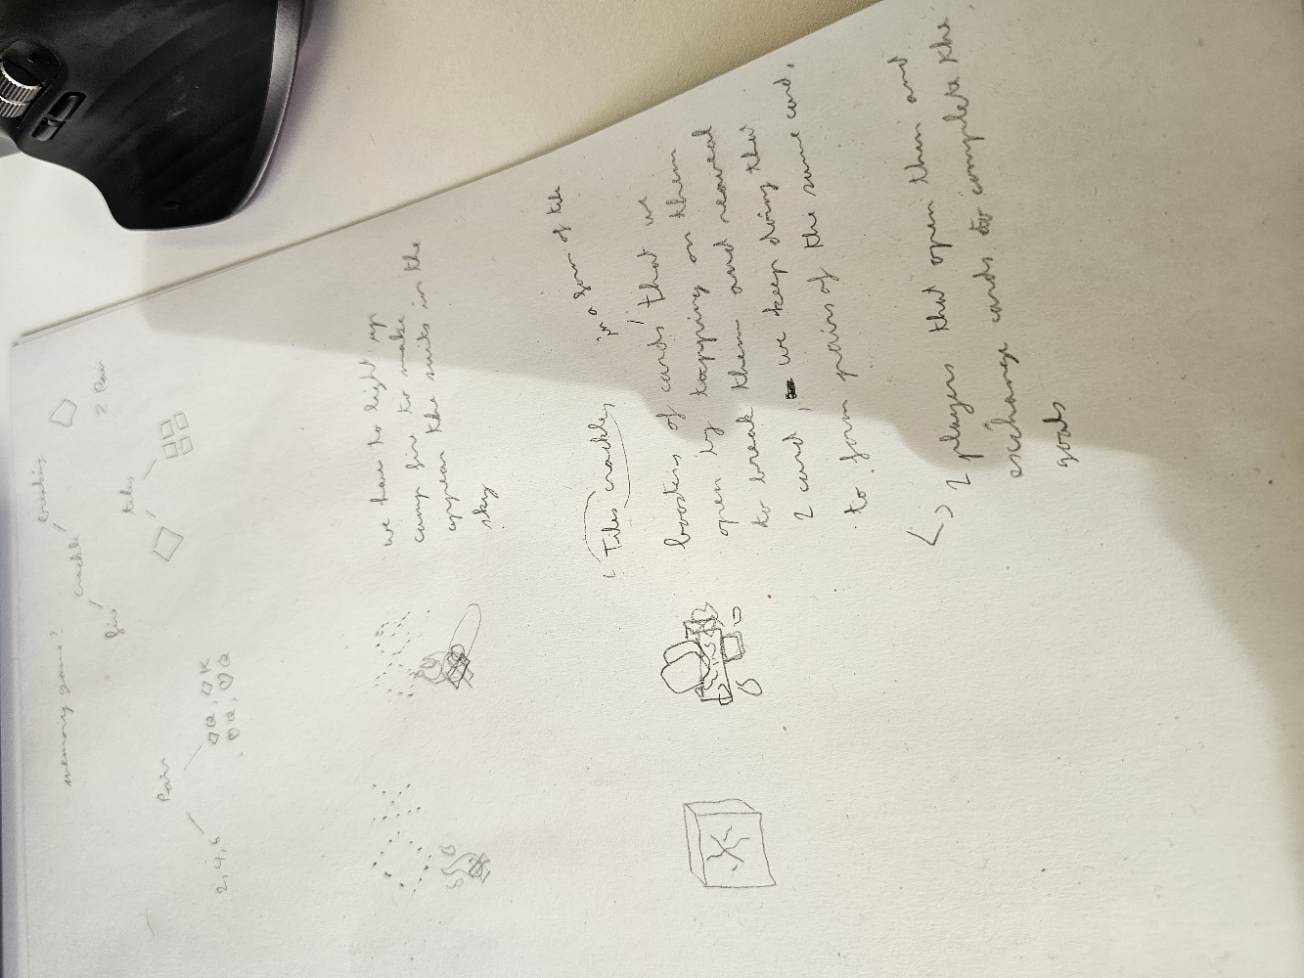 memory game?
breaking
crackle
fire
2 Pair
tiles
Pair
2, 4, 6
◇Q, ◇K
♡Q, ♡Q
we have to light up
camp fire to make
appear the suits in the
sky
Tiles crackle,
in a form of tile
boosters of cards that we
open by tapping on them
to break them and reaveal
2 card, we keep doing that
to form pairs of the same card.
2 players that open them and
exchange cards to complete the
goals